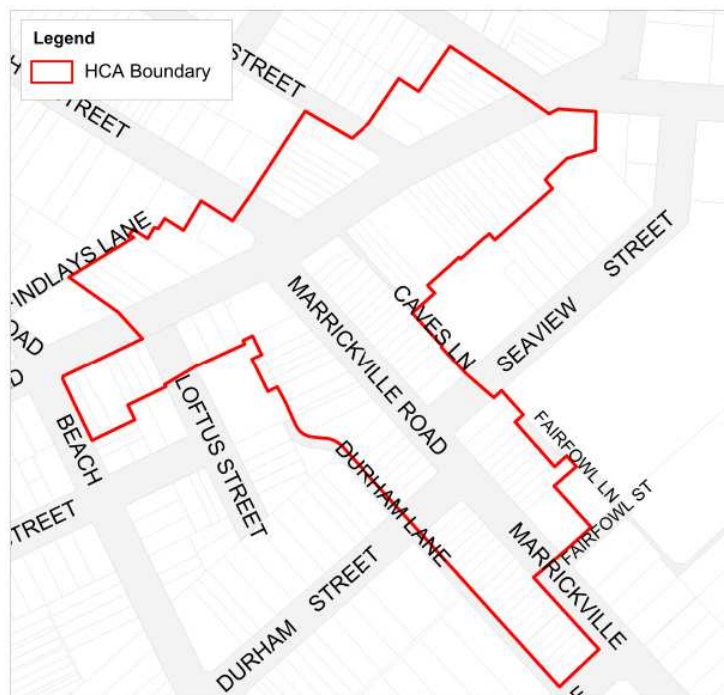 Legend
HCA Boundary
STREET
STREET
FINDLAYS LANE
OAD
MARRICKVILLE ROAD
CAVES LN
SEAVIEW STREET
LOFTUS STREET
BEACH
STREET
DURHAM LANE
DURHAM STREET
FAIRFOWL LN
FAIRFOWL ST
MARRICKVILLE